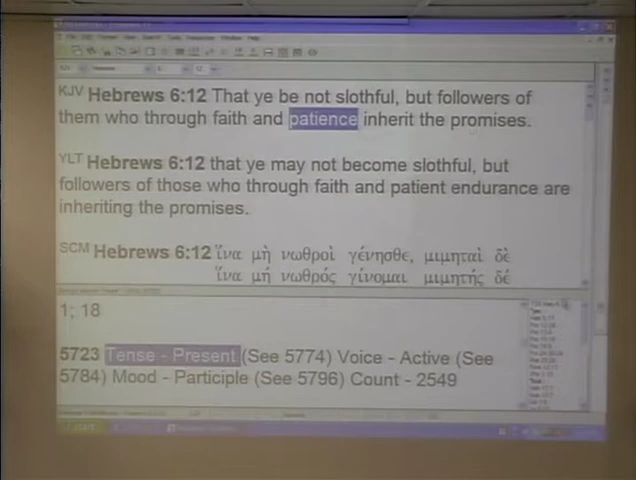 KJV Hebrews 6:12 That ye be not slothful, but followers of
them who through faith and patience inherit the promises.
YLT Hebrews 6:12 that ye may not become slothful, but
followers of those who through faith and patient endurance are
inheriting the promises.
SCM Hebrews 6:12 ἵνα μὴ νωθροὶ γένησθε, μιμηταὶ δὲ
ἵνα μή νωθρός γίνομαι μιμητής δέ
1; 18
5723 Tense - Present (See 5774) Voice - Active (See
5784) Mood - Participle (See 5796) Count - 2549